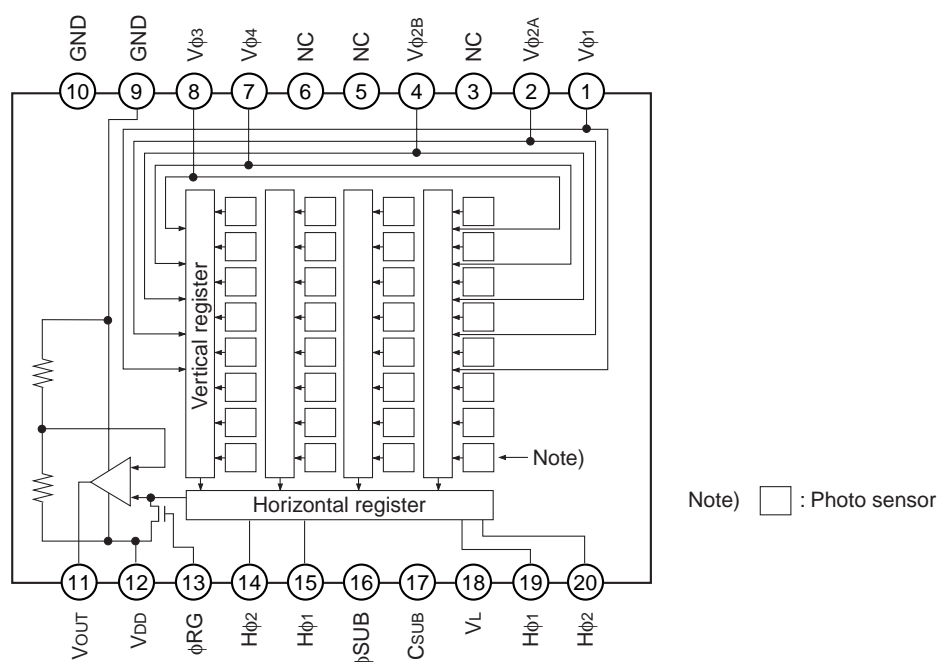 GND
GND
Vϕ3
Vϕ4
NC
NC
Vϕ2B
NC
Vϕ2A
Vϕ1
10
9
8
7
6
5
4
3
2
1
Vertical register
Note)
Horizontal register
Note) : Photo sensor
11
12
13
14
15
16
17
18
19
20
VOUT
VDD
ϕRG
Hϕ2
Hϕ1
ϕSUB
CSUB
VL
Hϕ1
Hϕ2